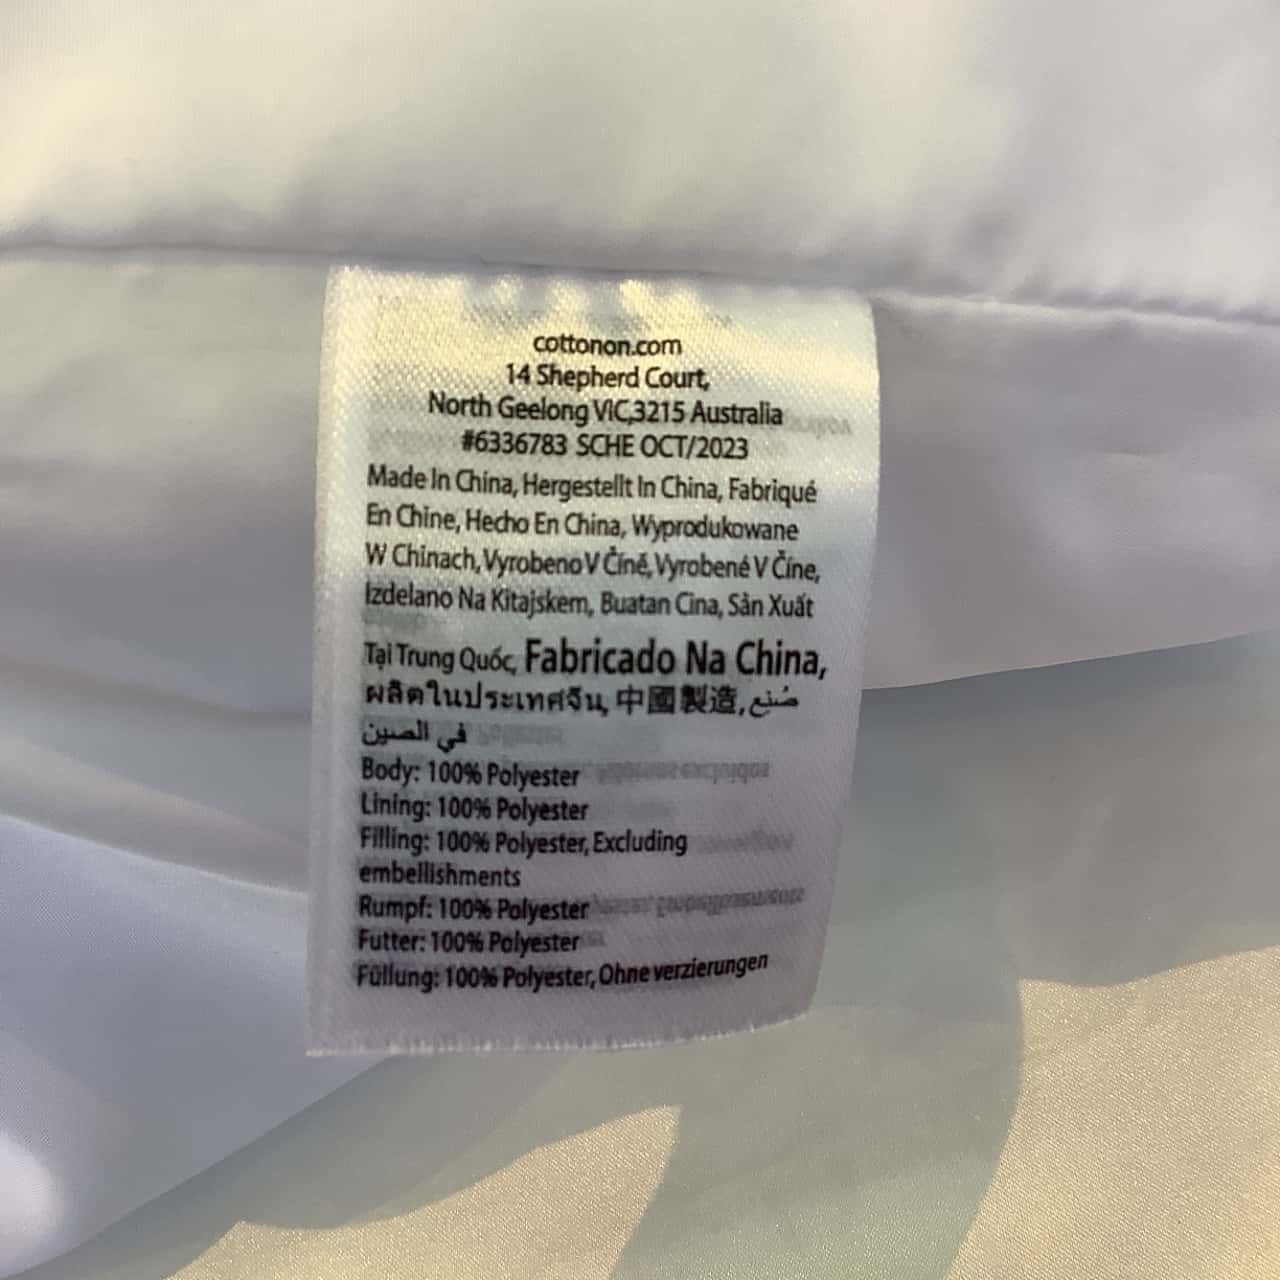 cottonon.com
14 Shepherd Court,
North Geelong VIC,3215 Australia
#6336783 SCHE OCT/2023
Made In China, Hergestellt In China, Fabriqué
En Chine, Hecho En China, Wyprodukowane
W Chinach, Vyrobeno V Číně, Vyrobené V Číne,
Izdelano Na Kitajskem, Buatan Cina, Sản Xuất
Tại Trung Quốc, Fabricado Na China,
ผลิตในประเทศจีน, 中國製造, صُنع
في الصين
Body: 100% Polyester
Lining: 100% Polyester
Filling: 100% Polyester, Excluding
embellishments
Rumpf: 100% Polyester
Futter: 100% Polyester
Füllung: 100% Polyester, Ohne verzierungen